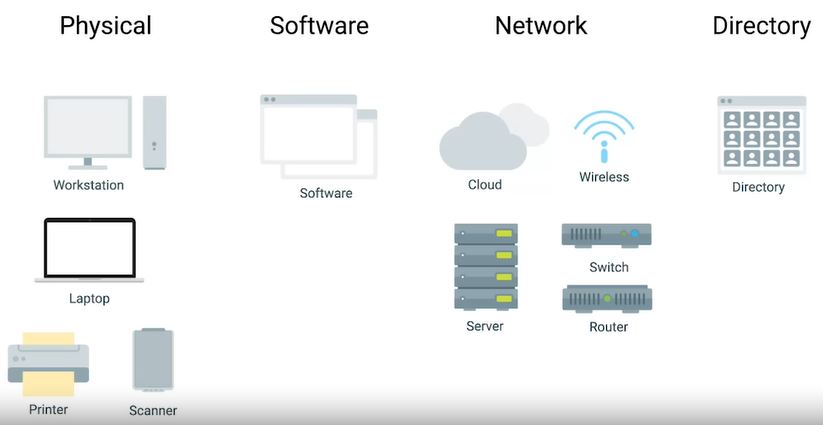 Physical
Software
Network
Directory
Workstation
Software
Cloud
Wireless
Directory
Laptop
Switch
Server
Router
Printer
Scanner